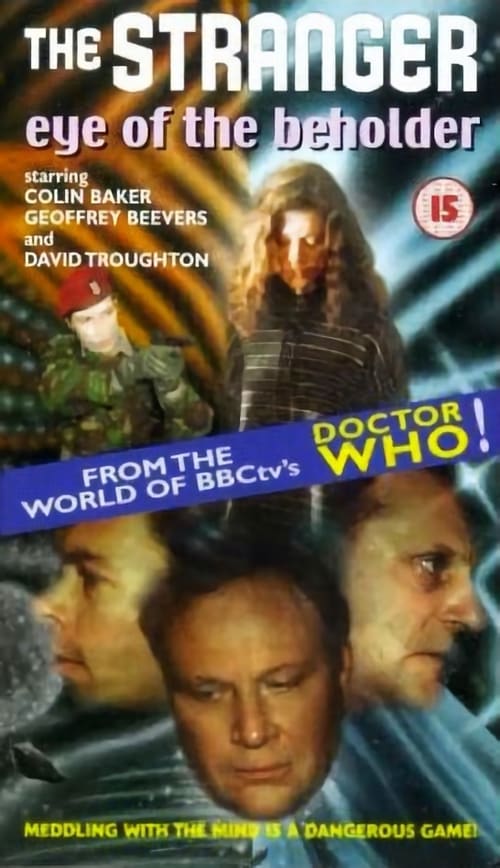 THE STRANGER
eye of the beholder
starring
COLIN BAKER
GEOFFREY BEEVERS
and
DAVID TROUGHTON
15
FROM THE
WORLD OF BBCtv's
DOCTOR
WHO!
MEDDLING WITH THE MIND IS A DANGEROUS GAME!